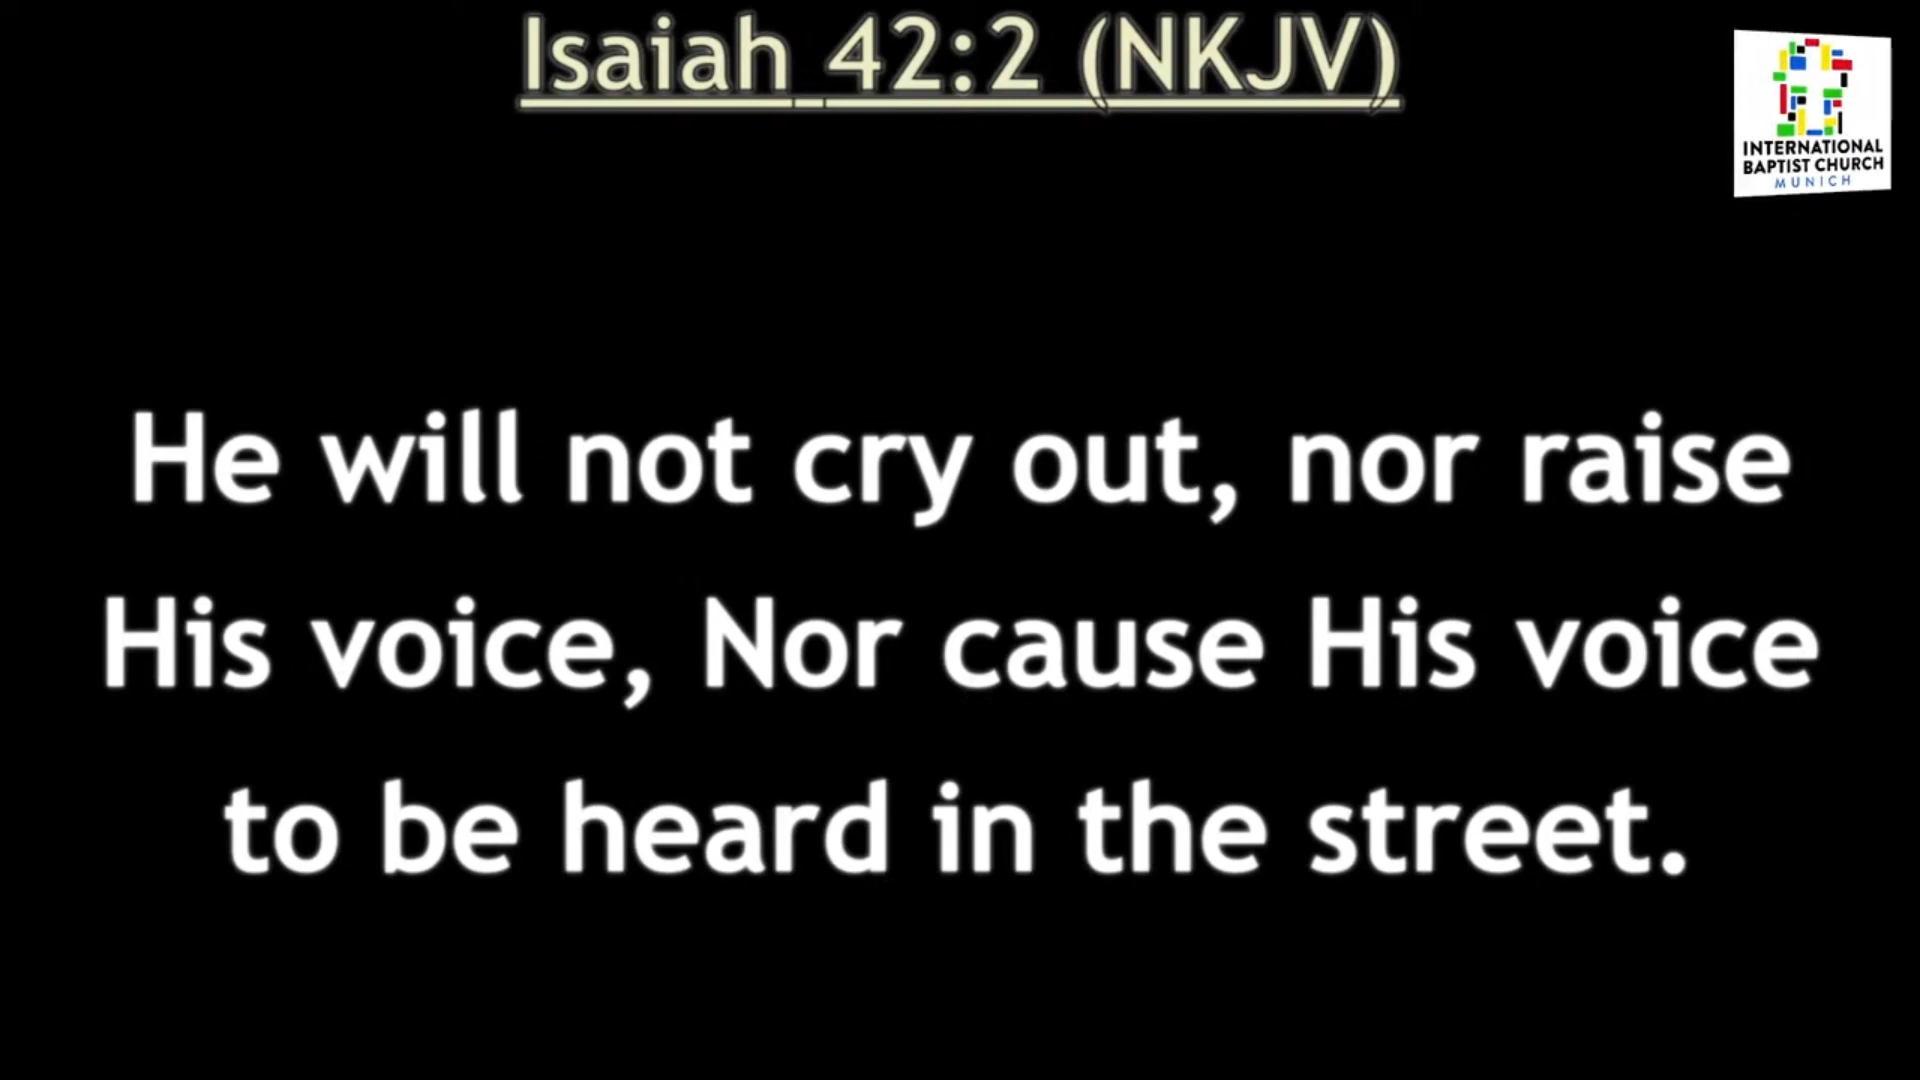 Isaiah 42:2 (NKJV)
INTERNATIONAL
BAPTIST CHURCH
MUNICH
He will not cry out, nor raise
His voice, Nor cause His voice
to be heard in the street.